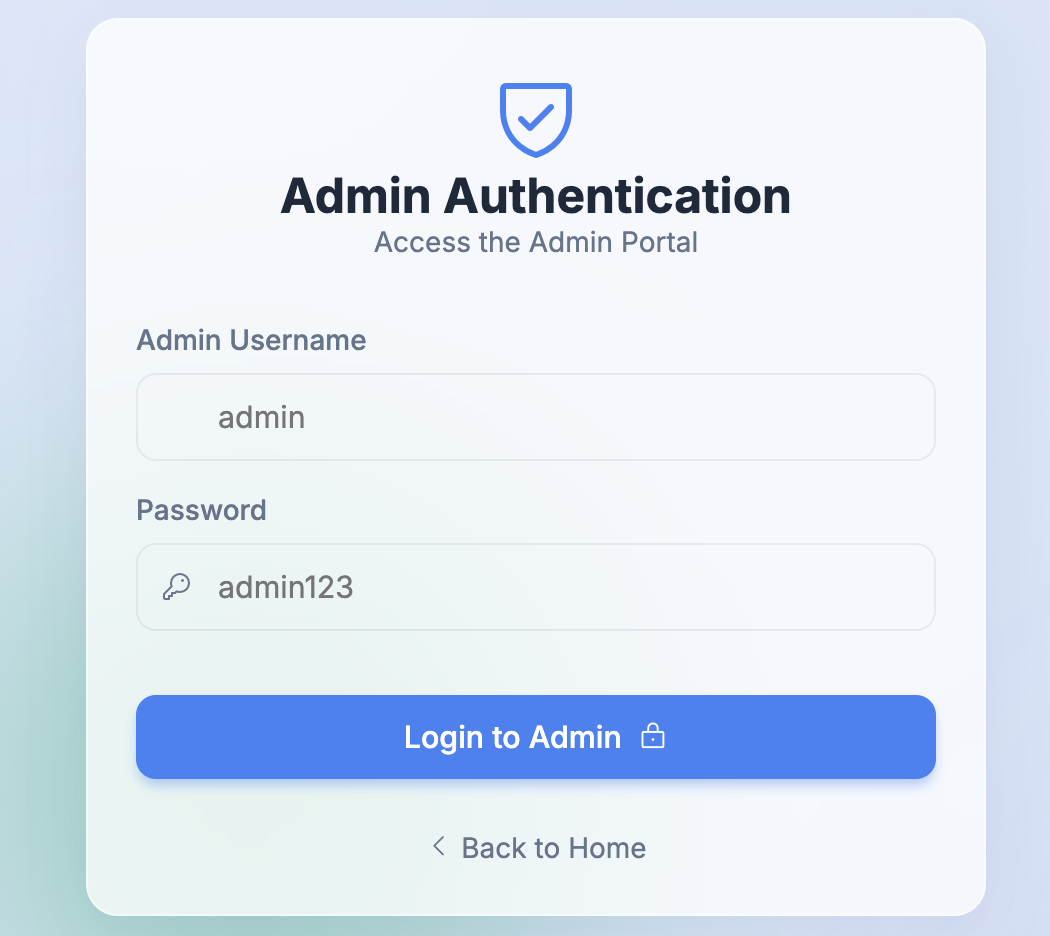 Admin Authentication
Access the Admin Portal
Admin Username
admin
Password
admin123
Login to Admin
Back to Home